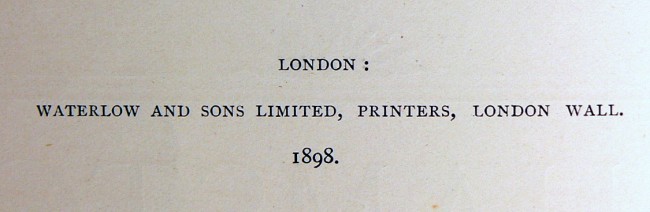 LONDON :
WATERLOW AND SONS LIMITED, PRINTERS, LONDON WALL.
1898.